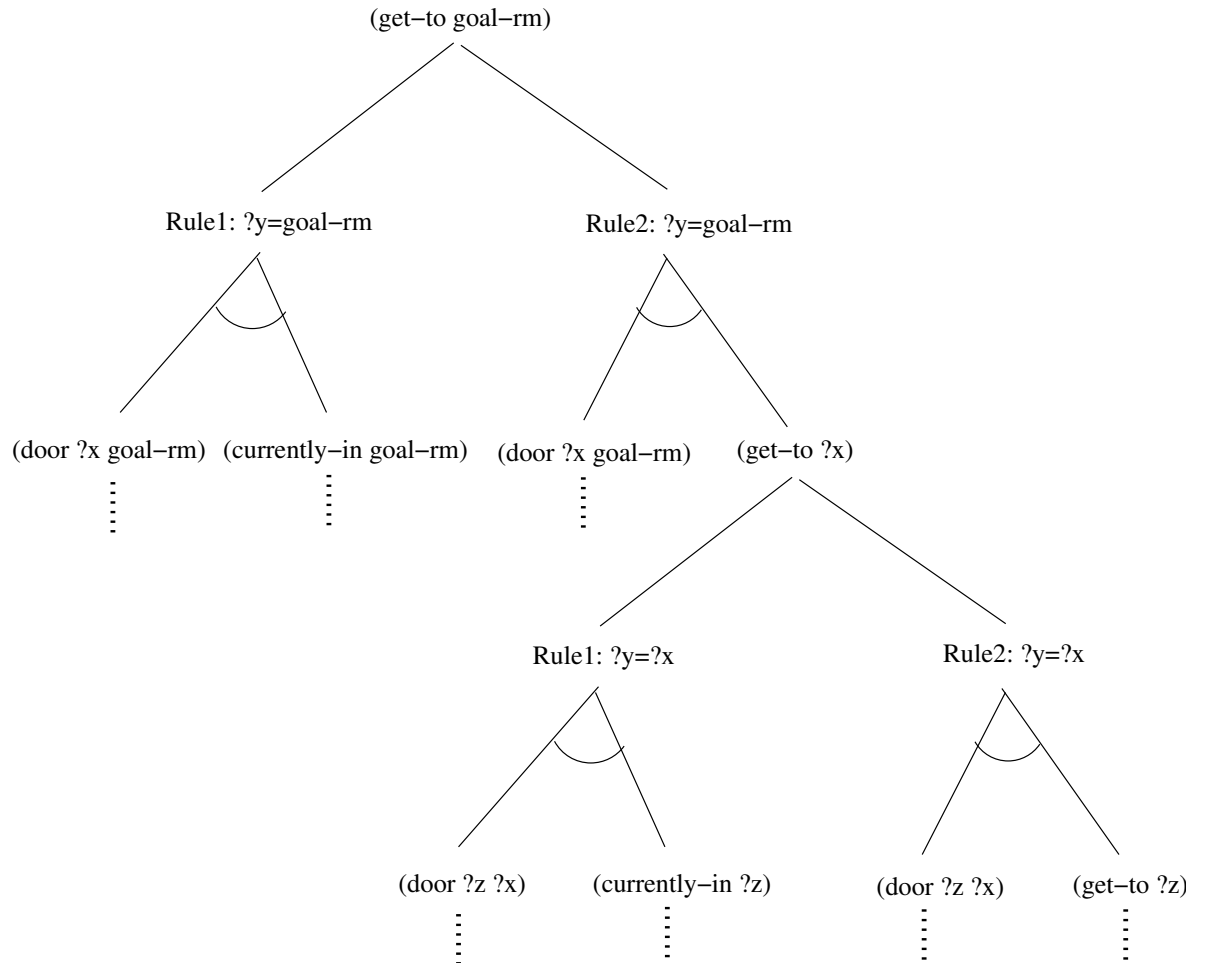 (get−to goal−rm)
Rule1: ?y=goal−rm
Rule2: ?y=goal−rm
(door ?x goal−rm)
(currently−in goal−rm)
(door ?x goal−rm)
(get−to ?x)
Rule1: ?y=?x
Rule2: ?y=?x
(door ?z ?x)
(currently−in ?z)
(door ?z ?x)
(get−to ?z)